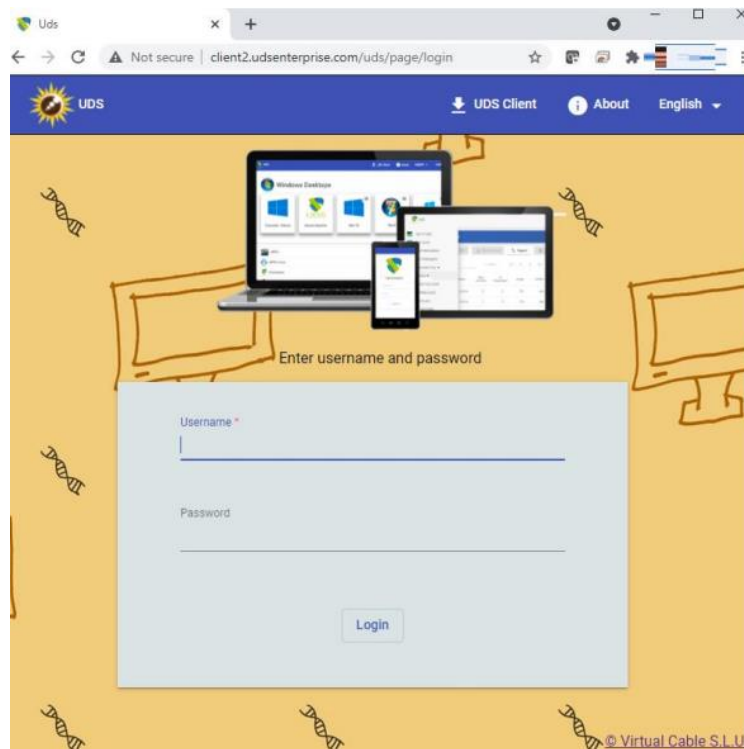 Uds
Not secure | client2.udsenterprise.com/uds/page/login
UDS
UDS Client
About
English
Windows Desktops
Enter username and password
Username *
Password
Login
© Virtual Cable S.L.U